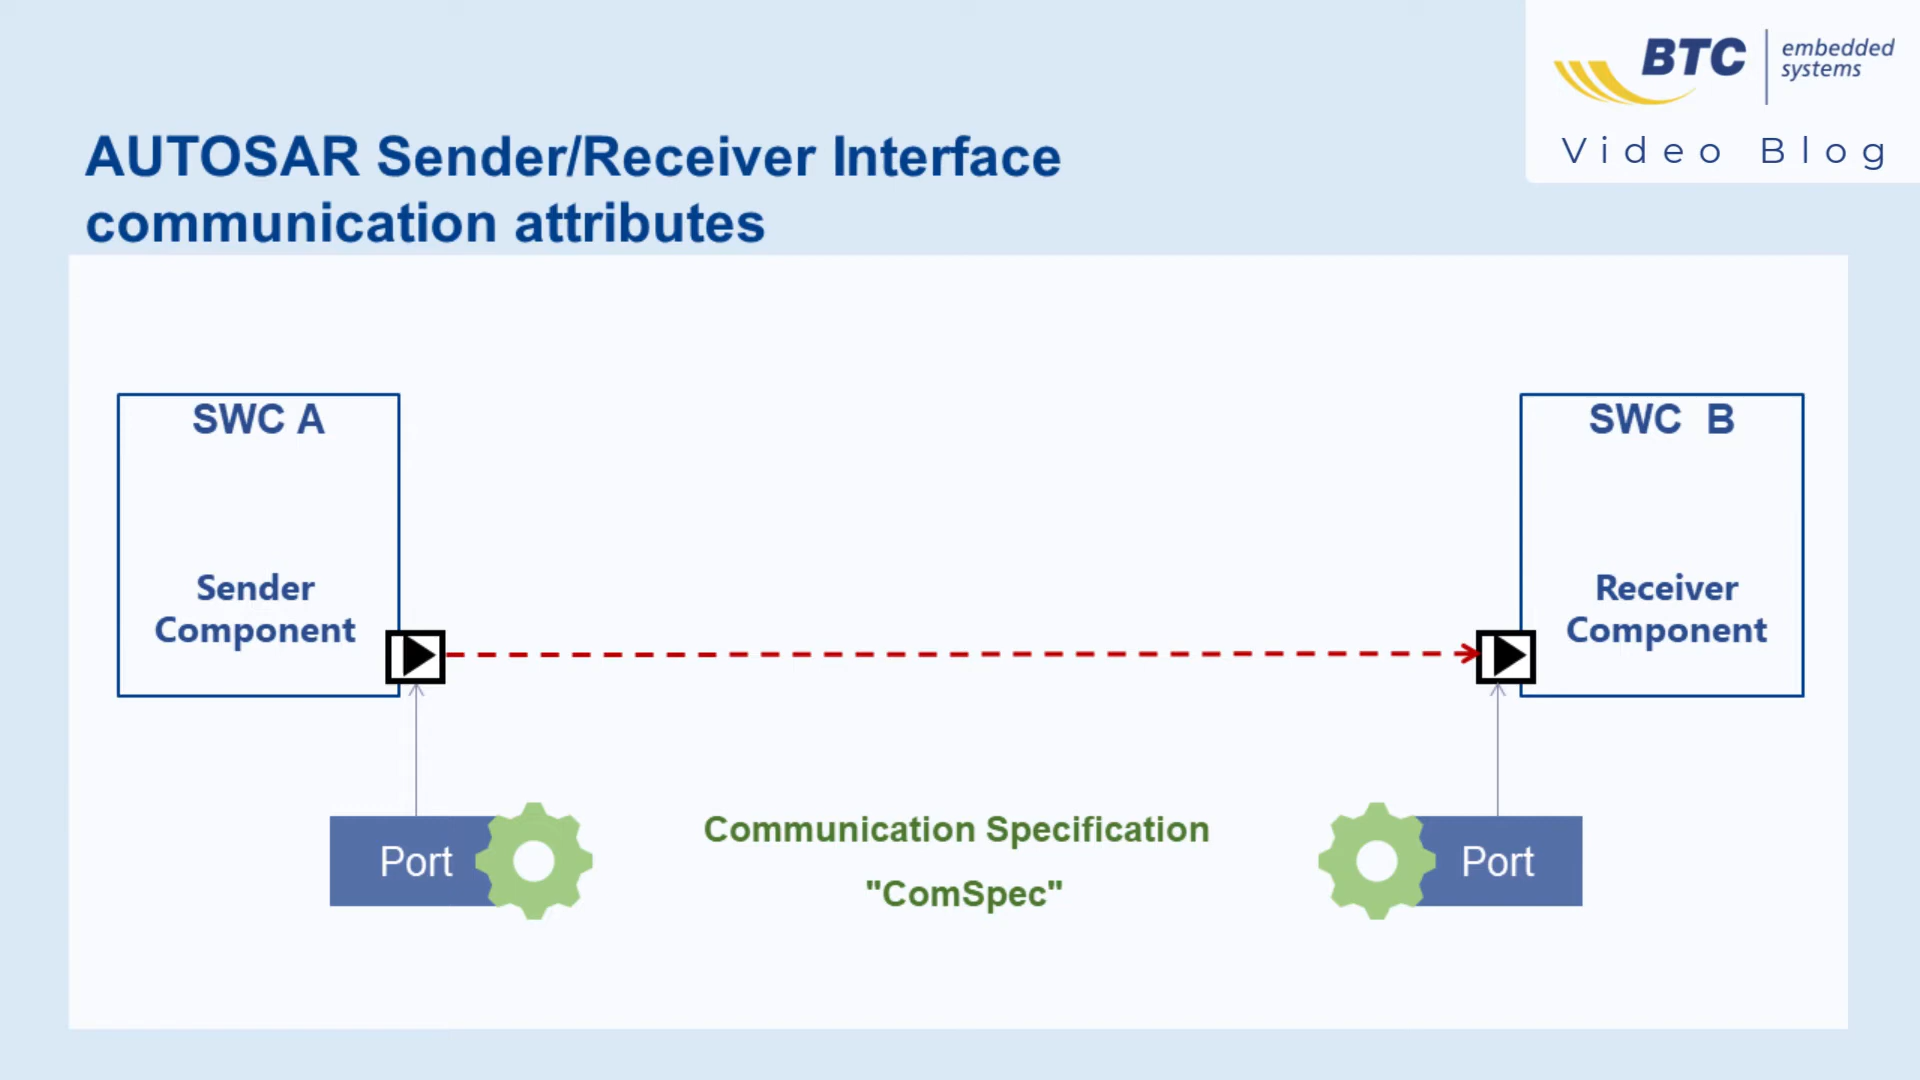 BTC
embedded
systems
Video Blog
AUTOSAR Sender/Receiver Interface
communication attributes
SWC A
SWC B
Sender
Component
Receiver
Component
Communication Specification
"ComSpec"
Port
Port